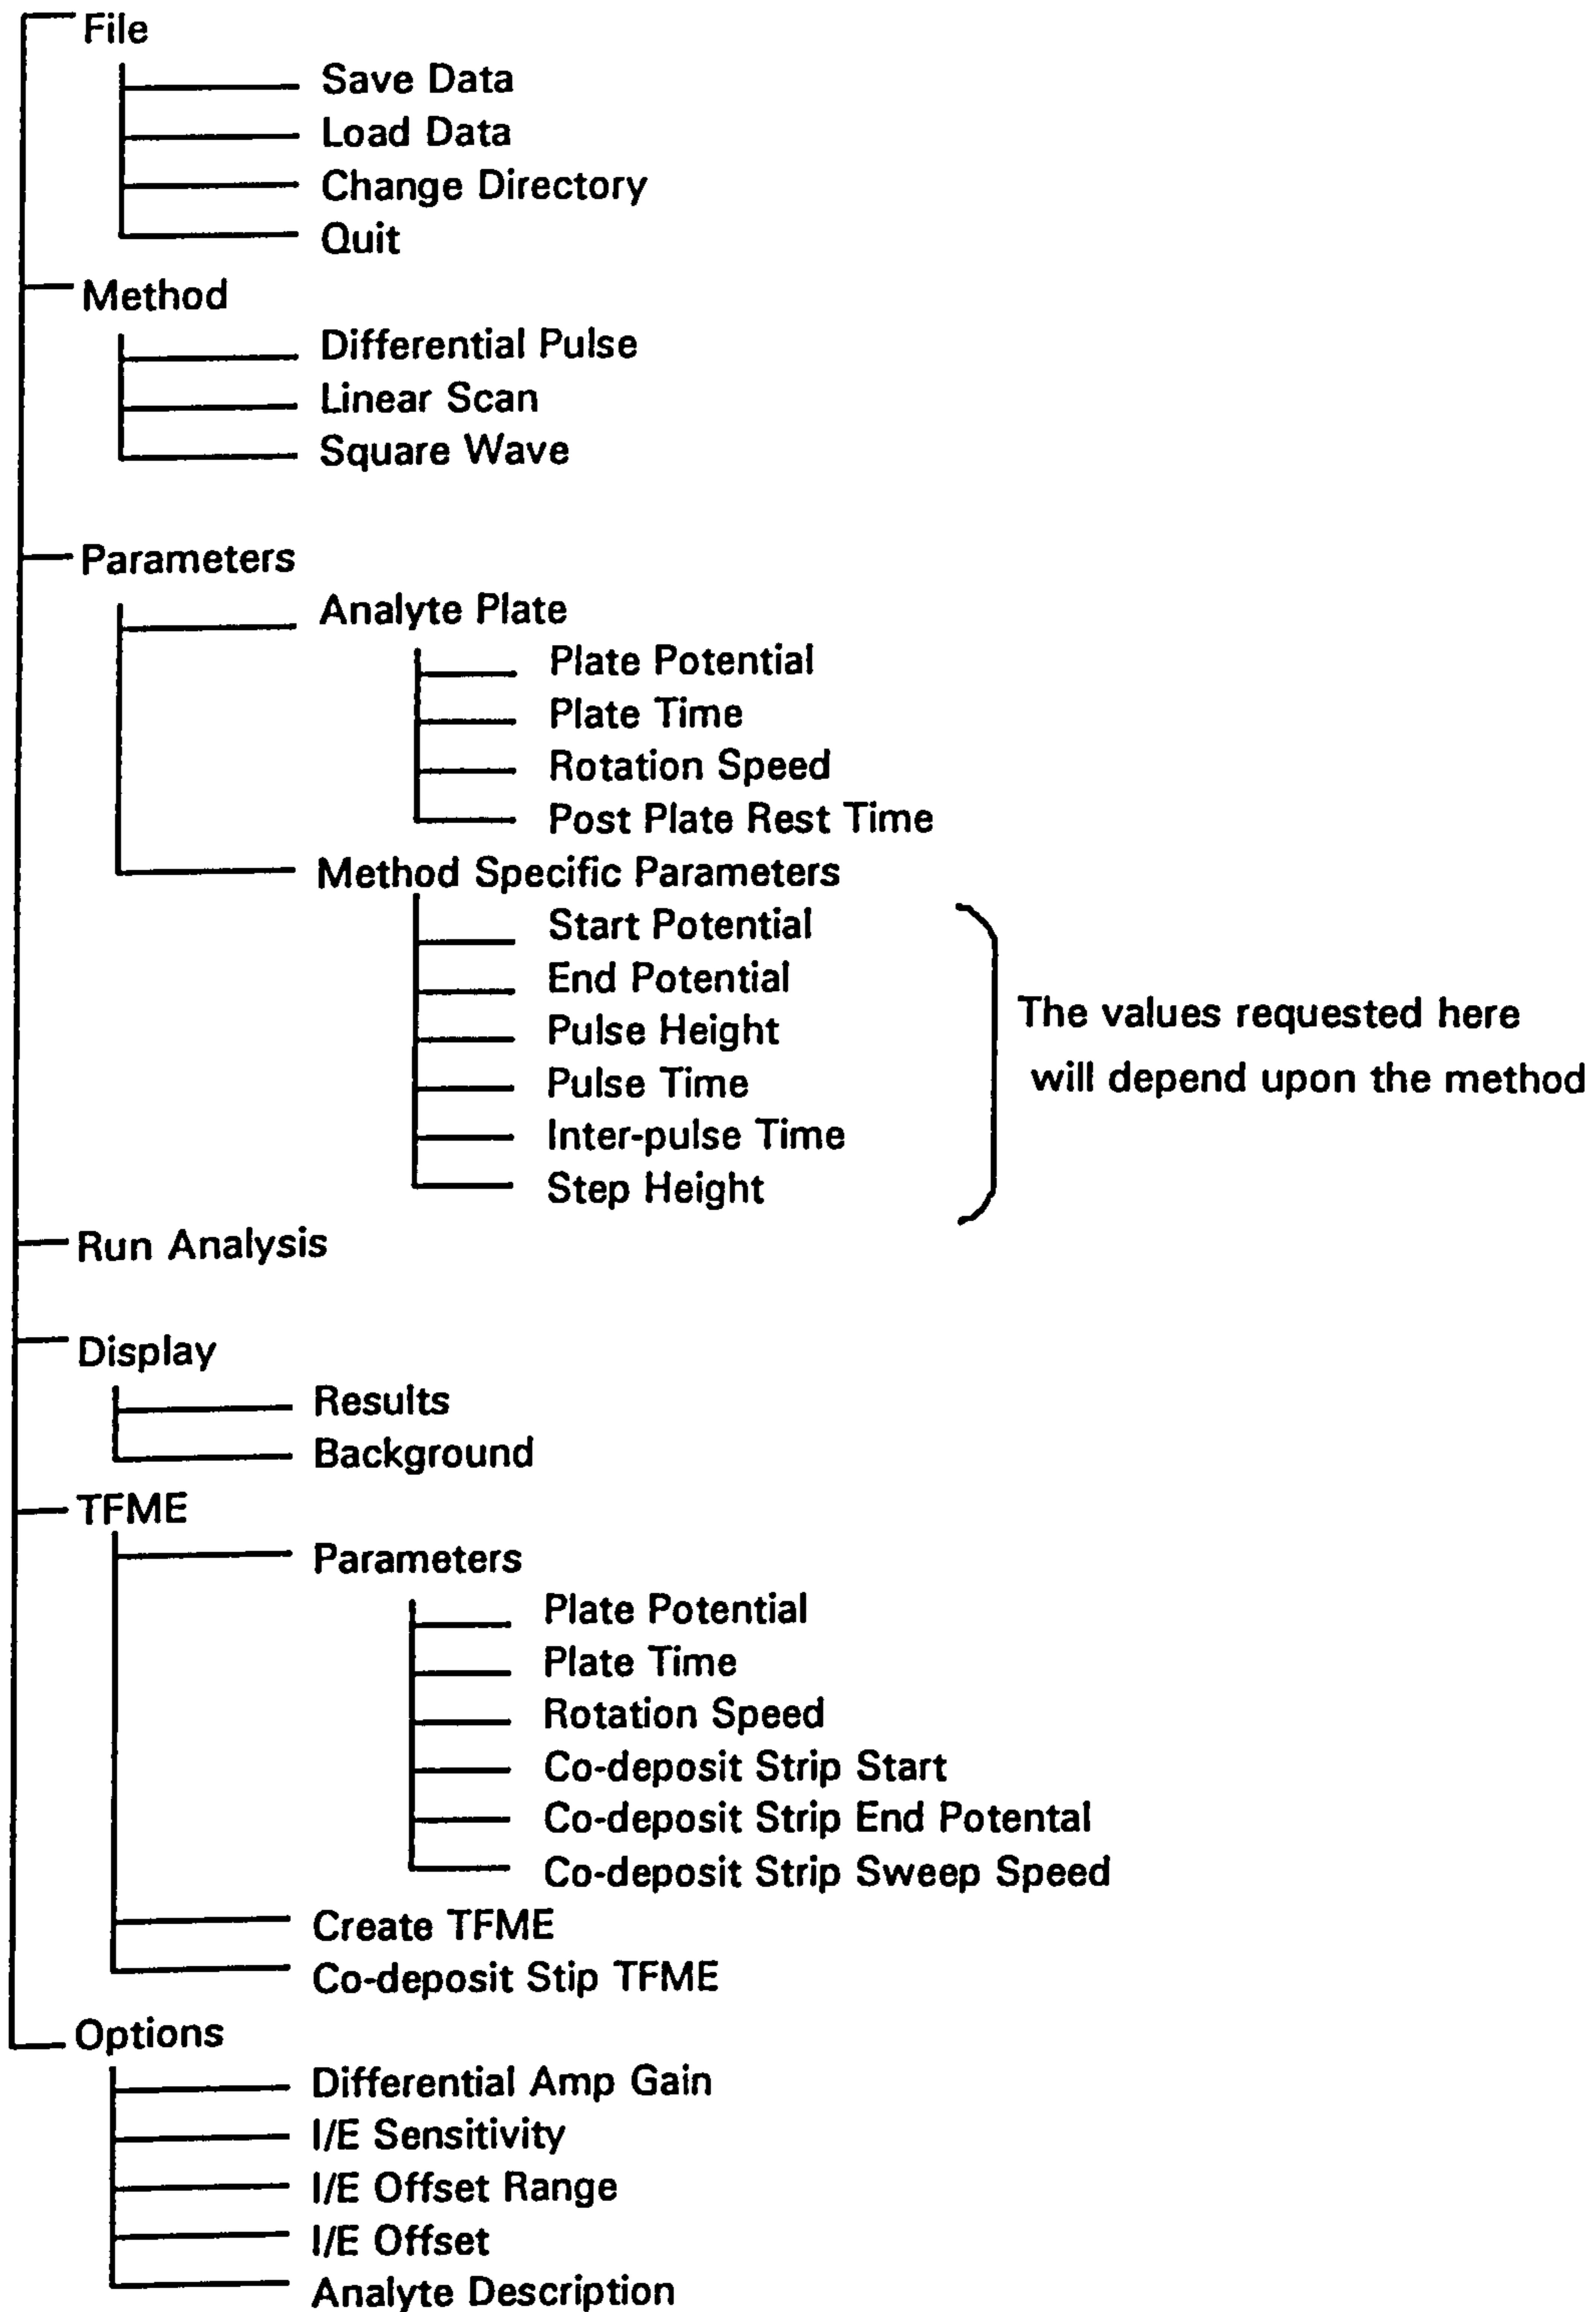 File
Save Data
Load Data
Change Directory
Quit
Method
Differential Pulse
Linear Scan
Square Wave
Parameters
Analyte Plate
Plate Potential
Plate Time
Rotation Speed
Post Plate Rest Time
Method Specific Parameters
Start Potential
End Potential
Pulse Height
Pulse Time
Inter-pulse Time
Step Height
The values requested here
will depend upon the method
Run Analysis
Display
Results
Background
TFME
Parameters
Plate Potential
Plate Time
Rotation Speed
Co-deposit Strip Start
Co-deposit Strip End Potental
Co-deposit Strip Sweep Speed
Create TFME
Co-deposit Stip TFME
Options
Differential Amp Gain
I/E Sensitivity
I/E Offset Range
I/E Offset
Analyte Description